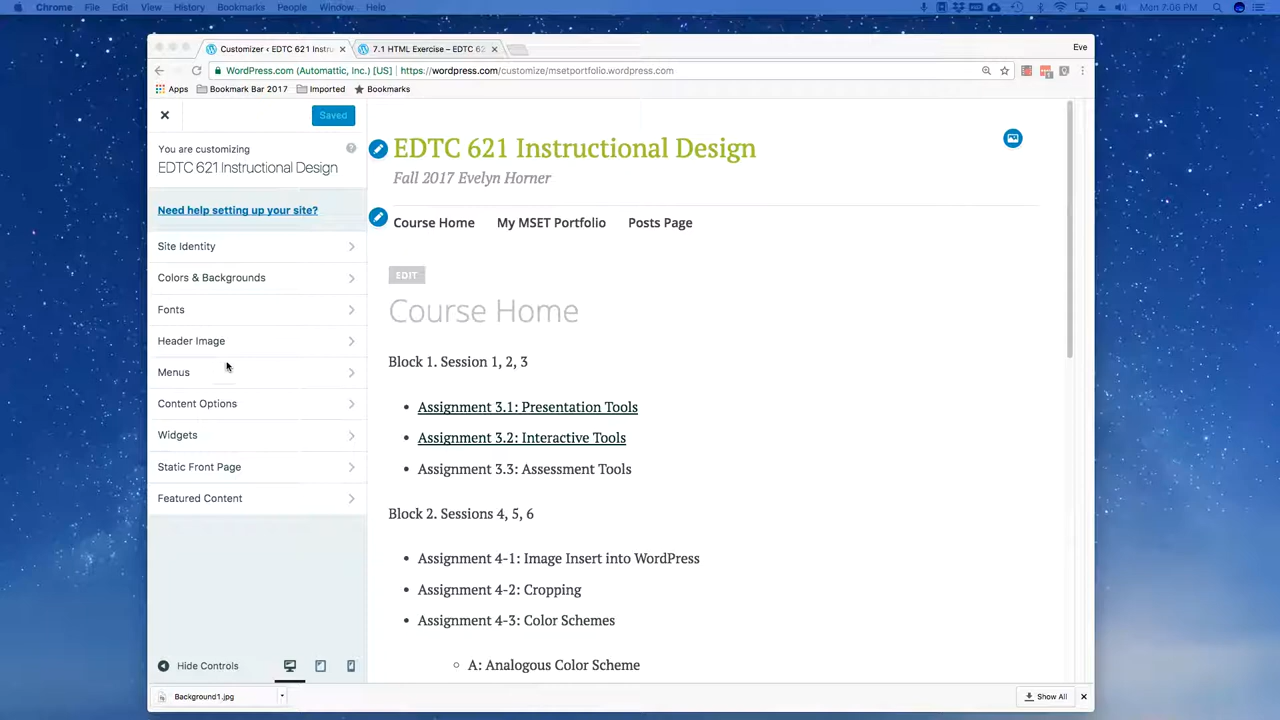 Chrome File Edit View History Bookmarks People Window Help Mon 7:06 PM
Customizer ‹ EDTC 621 Instru 7.1 HTML Exercise – EDTC 62 Eve
WordPress.com (Automattic, Inc.) [US] https://wordpress.com/customize/msetportfolio.wordpress.com
Apps Bookmark Bar 2017 Imported Bookmarks
Saved
You are customizing
EDTC 621 Instructional Design
Need help setting up your site?
Site Identity
Colors & Backgrounds
Fonts
Header Image
Menus
Content Options
Widgets
Static Front Page
Featured Content
Hide Controls
EDTC 621 Instructional Design
Fall 2017 Evelyn Horner
Course Home My MSET Portfolio Posts Page
EDIT
Course Home
Block 1. Session 1, 2, 3
• Assignment 3.1: Presentation Tools
• Assignment 3.2: Interactive Tools
• Assignment 3.3: Assessment Tools
Block 2. Sessions 4, 5, 6
• Assignment 4-1: Image Insert into WordPress
• Assignment 4-2: Cropping
• Assignment 4-3: Color Schemes
A: Analogous Color Scheme
Background1.jpg Show All